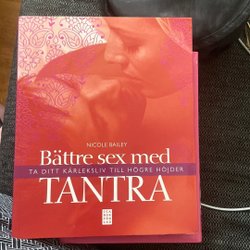 NICOLE BAILEY
Bättre sex med
TA DITT KÄRLEKSLIV TILL HÖGRE HÖJDER
TANTRA